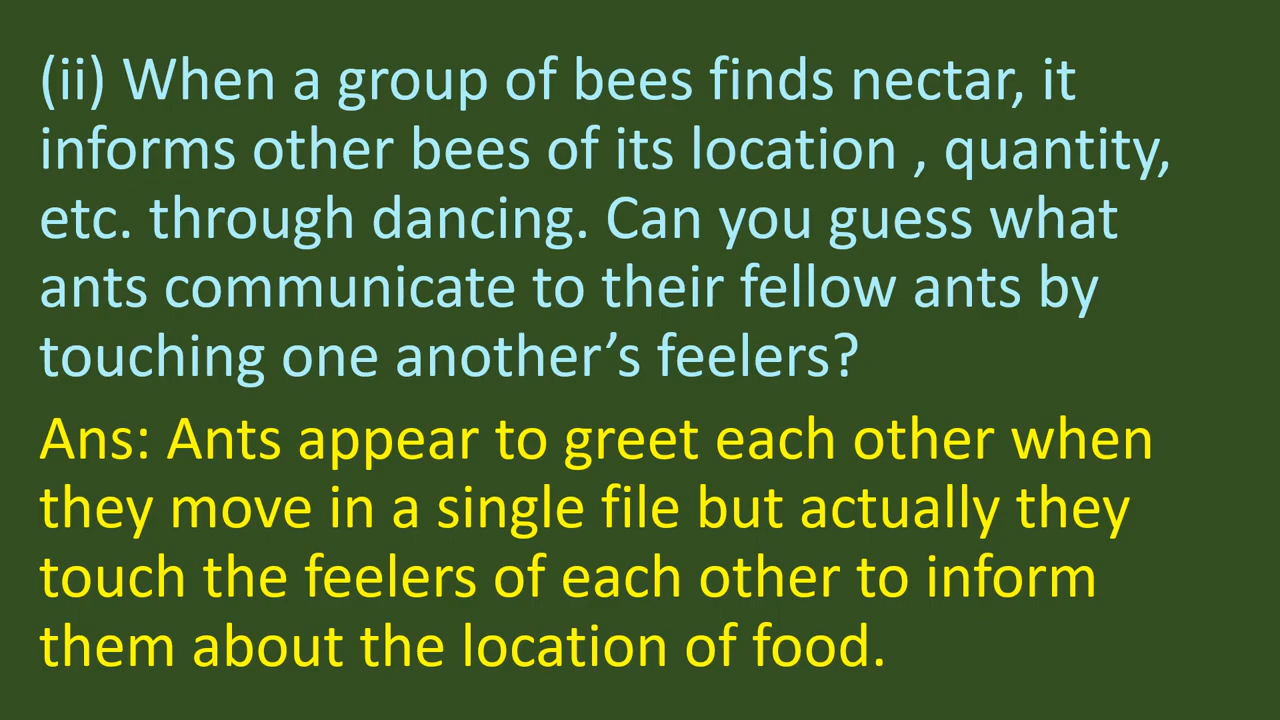 (ii) When a group of bees finds nectar, it
informs other bees of its location , quantity,
etc. through dancing. Can you guess what
ants communicate to their fellow ants by
touching one another’s feelers?
Ans: Ants appear to greet each other when
they move in a single file but actually they
touch the feelers of each other to inform
them about the location of food.